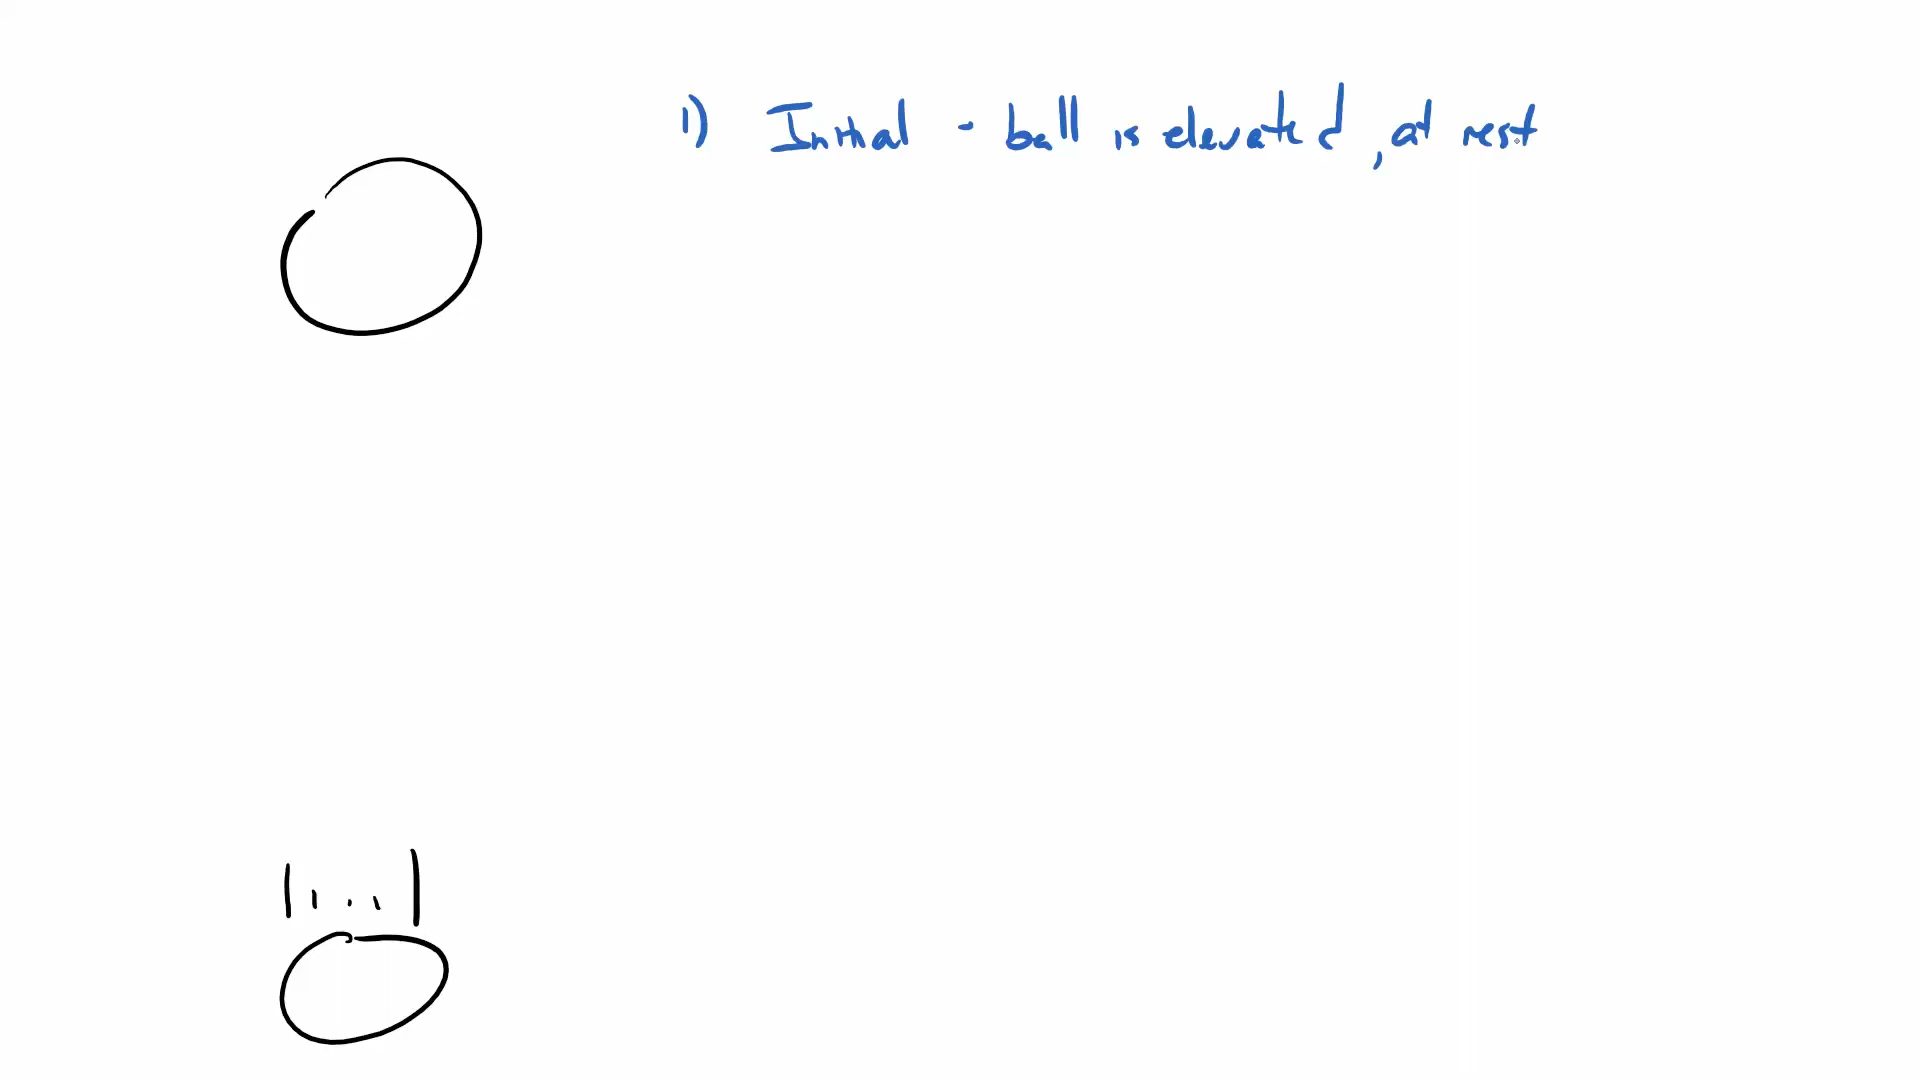 1) Initial - ball is elevated, at rest